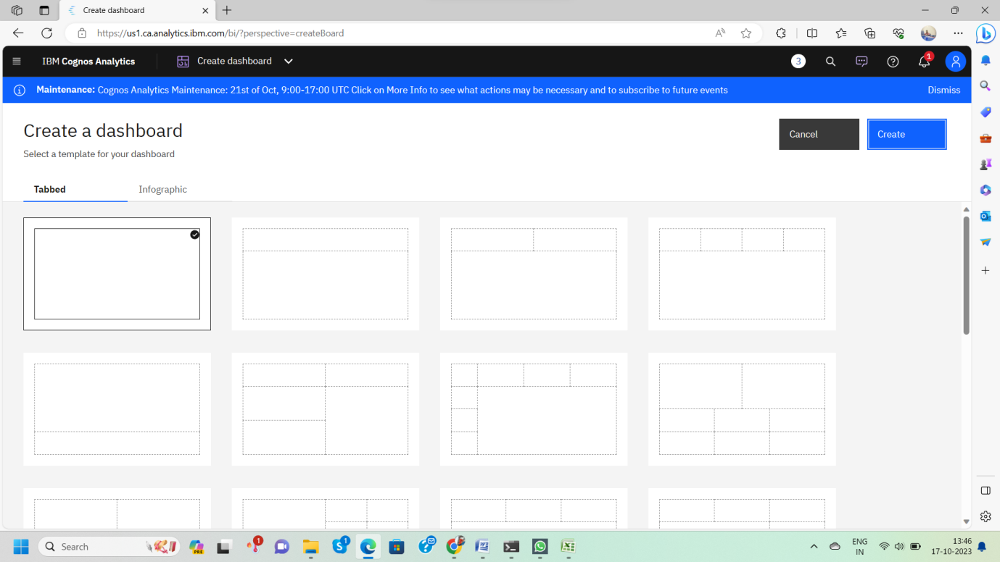 Create dashboard
https://us1.ca.analytics.ibm.com/bi/?perspective=createBoard
IBM Cognos Analytics
Create dashboard
3
1
Maintenance: Cognos Analytics Maintenance: 21st of Oct, 9:00-17:00 UTC Click on More Info to see what actions may be necessary and to subscribe to future events
Dismiss
Create a dashboard
Cancel
Create
Select a template for your dashboard
Tabbed
Infographic
Search
PRE
1
1
ENG
IN
13:46
17-10-2023